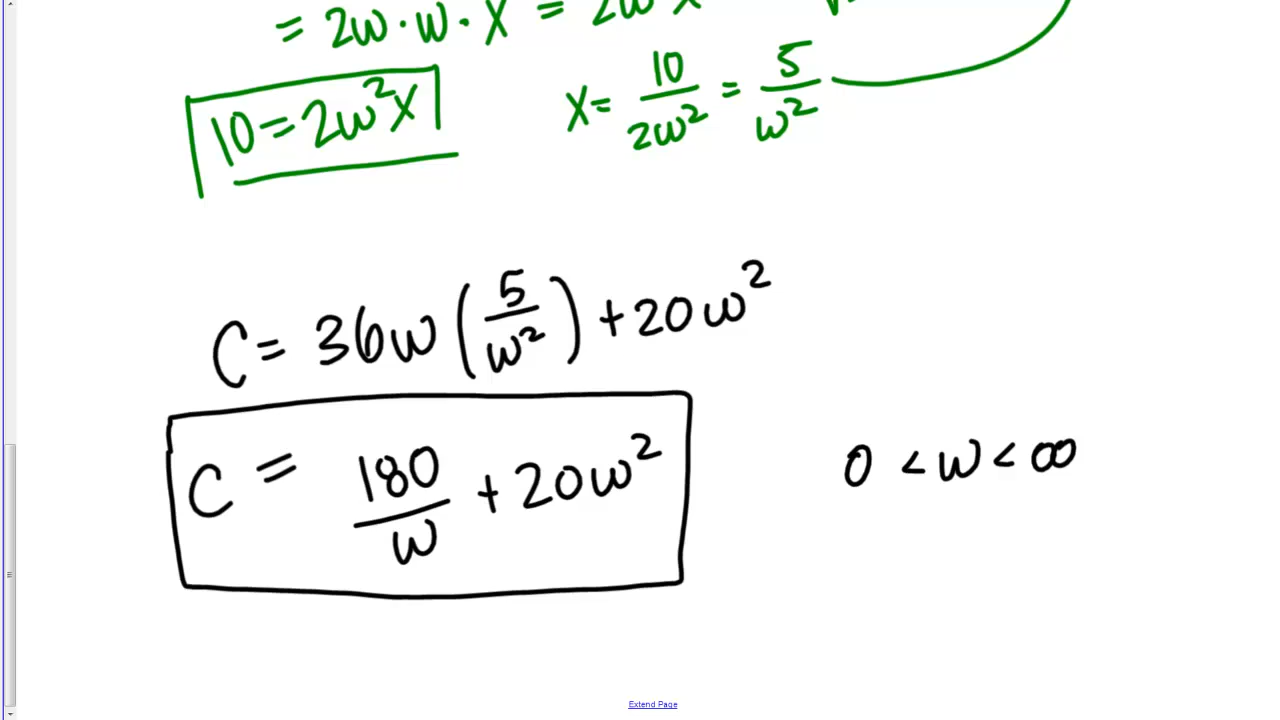 = 2w · w · x = 2w x
10 = 2w²x x = 10/2w² = 5/w²
C = 36w (5/w²) + 20w²
C = 180/w + 20w² 0 < w < ∞
Extend Page